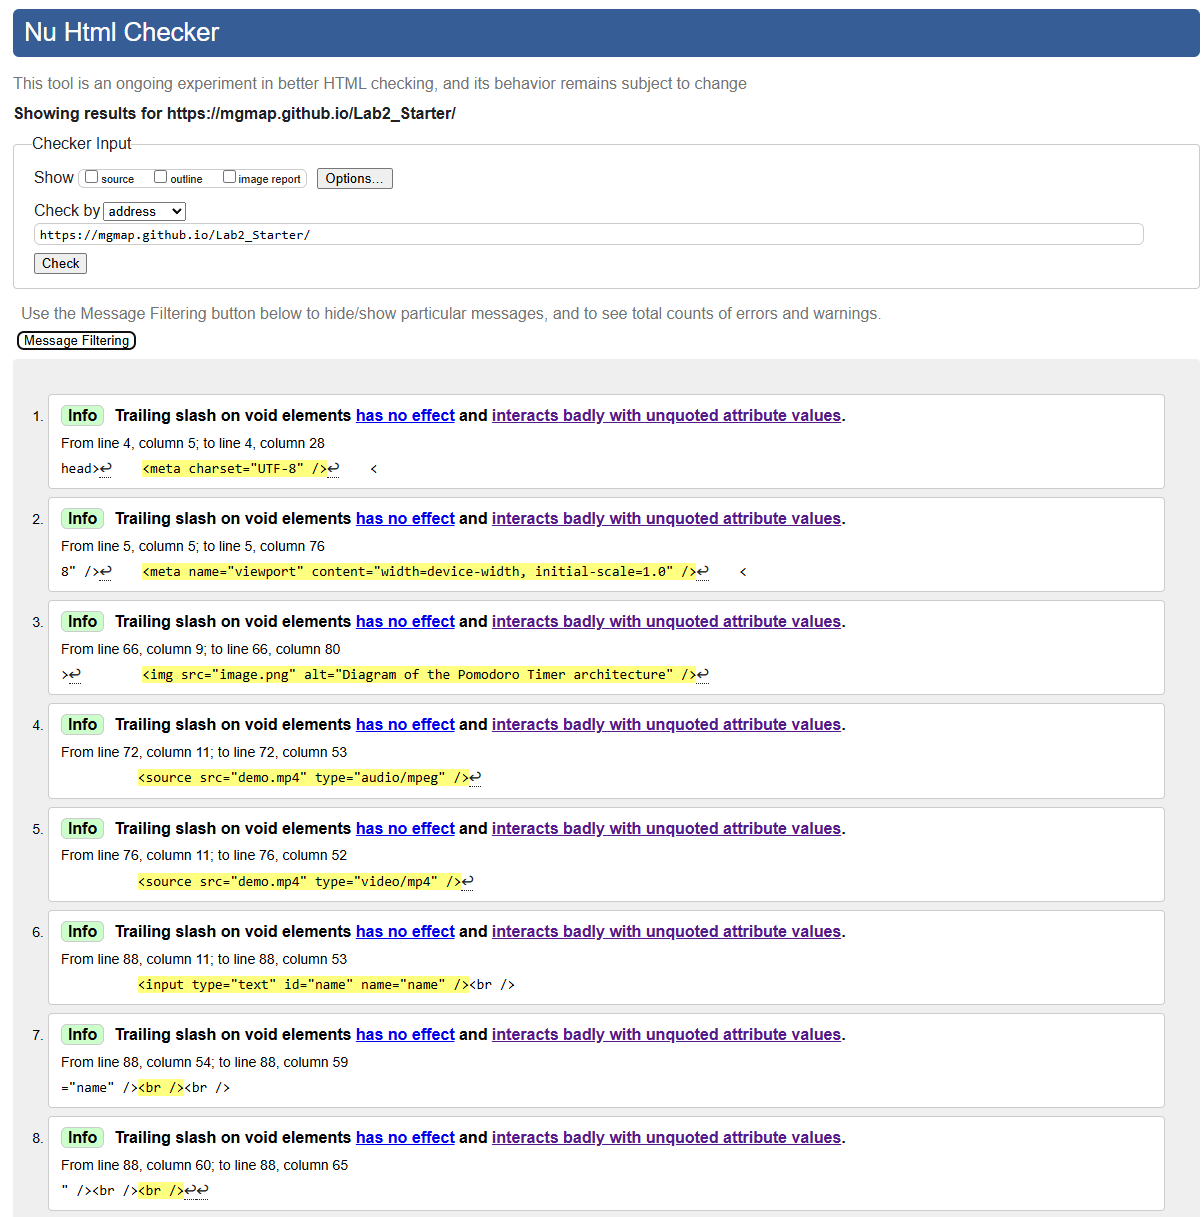 Nu Html Checker
This tool is an ongoing experiment in better HTML checking, and its behavior remains subject to change
Showing results for https://mgmap.github.io/Lab2_Starter/
Checker Input
Show source outline image report Options...
Check by address
https://mgmap.github.io/Lab2_Starter/
Check
Use the Message Filtering button below to hide/show particular messages, and to see total counts of errors and warnings.
Message Filtering
1. Info Trailing slash on void elements has no effect and interacts badly with unquoted attribute values.
From line 4, column 5; to line 4, column 28
head>↩    <meta charset="UTF-8" />↩    <
2. Info Trailing slash on void elements has no effect and interacts badly with unquoted attribute values.
From line 5, column 5; to line 5, column 76
8" />↩    <meta name="viewport" content="width=device-width, initial-scale=1.0" />↩    <
3. Info Trailing slash on void elements has no effect and interacts badly with unquoted attribute values.
From line 66, column 9; to line 66, column 80
>↩        <img src="image.png" alt="Diagram of the Pomodoro Timer architecture" />↩
4. Info Trailing slash on void elements has no effect and interacts badly with unquoted attribute values.
From line 72, column 11; to line 72, column 53
<source src="demo.mp4" type="audio/mpeg" />↩
5. Info Trailing slash on void elements has no effect and interacts badly with unquoted attribute values.
From line 76, column 11; to line 76, column 52
<source src="demo.mp4" type="video/mp4" />↩
6. Info Trailing slash on void elements has no effect and interacts badly with unquoted attribute values.
From line 88, column 11; to line 88, column 53
<input type="text" id="name" name="name" /><br />
7. Info Trailing slash on void elements has no effect and interacts badly with unquoted attribute values.
From line 88, column 54; to line 88, column 59
="name" /><br /><br />
8. Info Trailing slash on void elements has no effect and interacts badly with unquoted attribute values.
From line 88, column 60; to line 88, column 65
" /><br /><br />↩↩